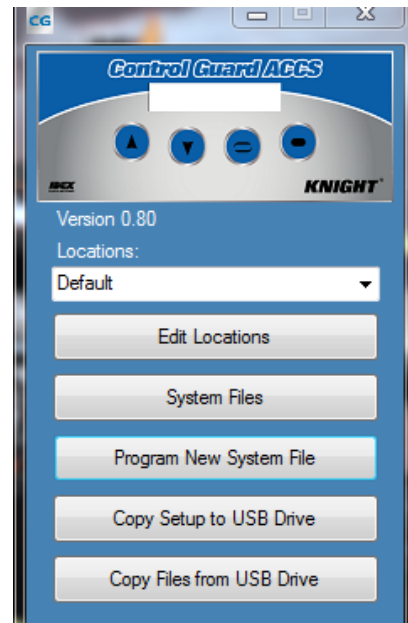 CG
Control Guard ACCS
IDEX
KNIGHT
Version 0.80
Locations:
Default
Edit Locations
System Files
Program New System File
Copy Setup to USB Drive
Copy Files from USB Drive